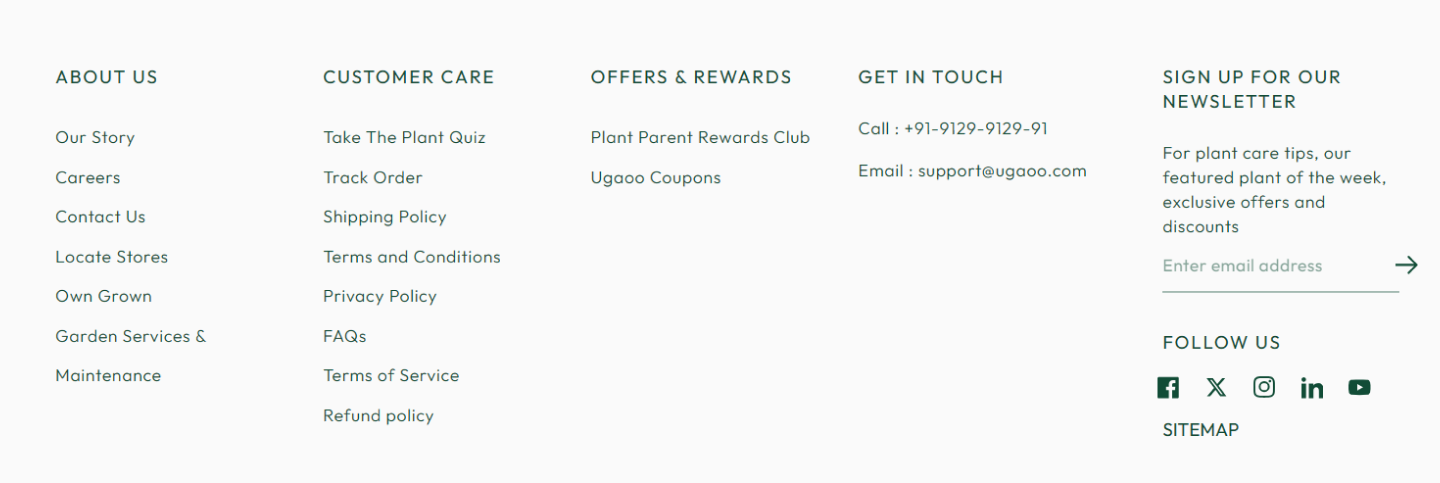 ABOUT US
Our Story
Careers
Contact Us
Locate Stores
Own Grown
Garden Services &
Maintenance
CUSTOMER CARE
Take The Plant Quiz
Track Order
Shipping Policy
Terms and Conditions
Privacy Policy
FAQs
Terms of Service
Refund policy
OFFERS & REWARDS
Plant Parent Rewards Club
Ugaoo Coupons
GET IN TOUCH
Call : +91-9129-9129-91
Email : support@ugaoo.com
SIGN UP FOR OUR
NEWSLETTER
For plant care tips, our
featured plant of the week,
exclusive offers and
discounts
Enter email address
FOLLOW US
SITEMAP